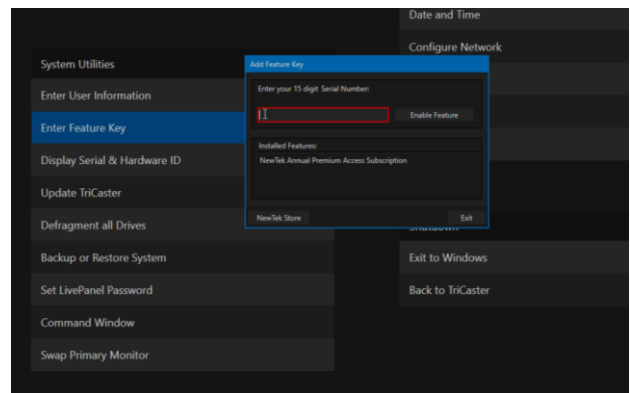 Date and Time
Configure Network
System Utilities
Enter User Information
Enter Feature Key
Display Serial & Hardware ID
Update TriCaster
Defragment all Drives
Backup or Restore System
Set LivePanel Password
Command Window
Swap Primary Monitor
Add Feature Key
Enter your 15 digit Serial Number:
Enable Feature
Installed Features:
NewTek Annual Premium Access Subscription
NewTek Store
Exit
Shutdown
Exit to Windows
Back to TriCaster